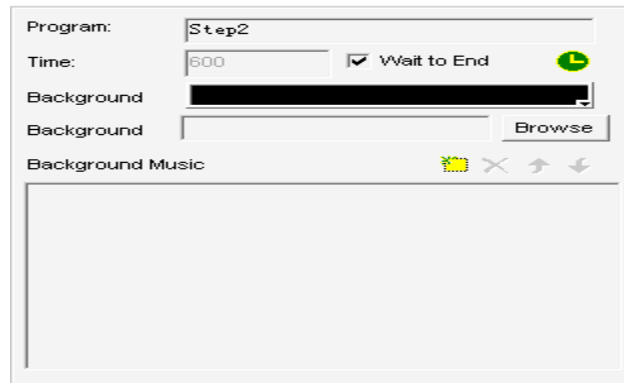 Program: Step2
Time: 600 Wait to End
Background
Background Browse
Background Music